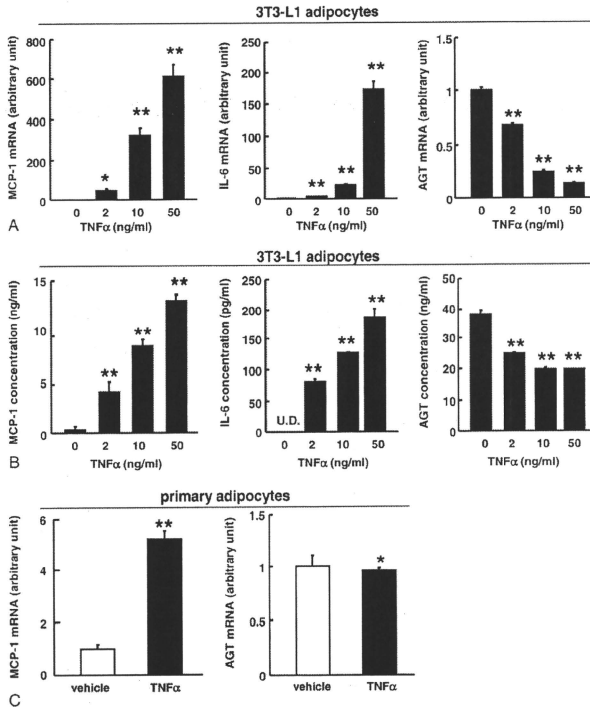 3T3-L1 adipocytes
MCP-1 mRNA (arbitrary unit)
800
600
400
200
0
*
**
**
0 2 10 50
TNFα (ng/ml)
IL-6 mRNA (arbitrary unit)
200
150
100
50
25
0
**
**
**
0 2 10 50
TNFα (ng/ml)
AGT mRNA (arbitrary unit)
1.5
1
0.5
0
**
**
**
0 2 10 50
TNFα (ng/ml)
A
3T3-L1 adipocytes
MCP-1 concentration (ng/ml)
15
10
5
0
**
**
**
0 2 10 50
TNFα (ng/ml)
IL-6 concentration (pg/ml)
250
200
150
100
50
0
U.D.
**
**
**
0 2 10 50
TNFα (ng/ml)
AGT concentration (ng/ml)
50
40
30
20
10
0
**
**
**
0 2 10 50
TNFα (ng/ml)
B
primary adipocytes
MCP-1 mRNA (arbitrary unit)
6
4
2
0
**
vehicle TNFα
AGT mRNA (arbitrary unit)
1.5
1
0.5
0
*
vehicle TNFα
C